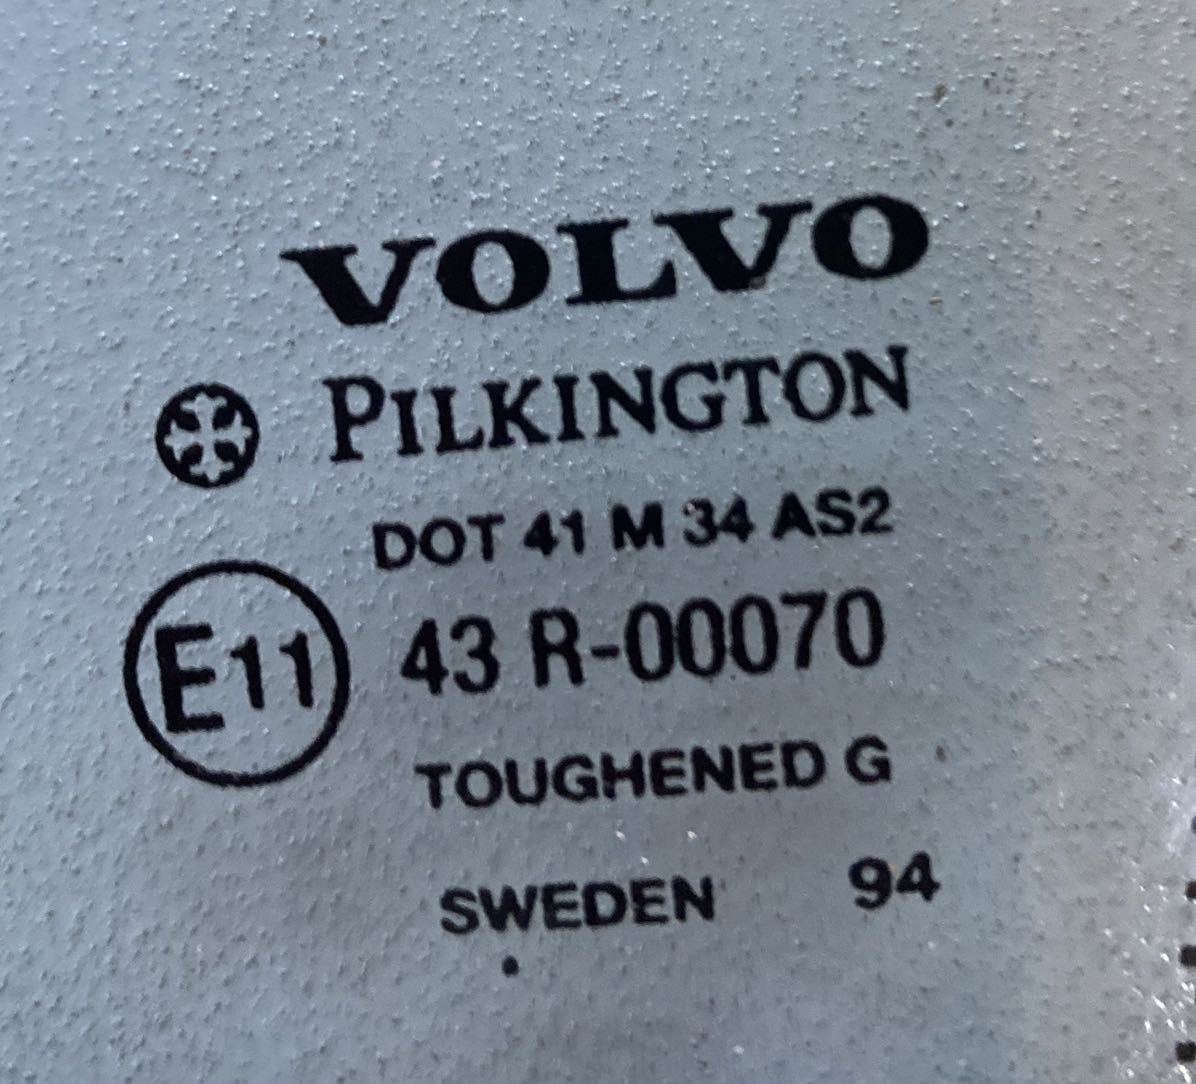 VOLVO
PILKINGTON
DOT 41 M 34 AS2
E11 43 R-00070
TOUGHENED G
SWEDEN 94